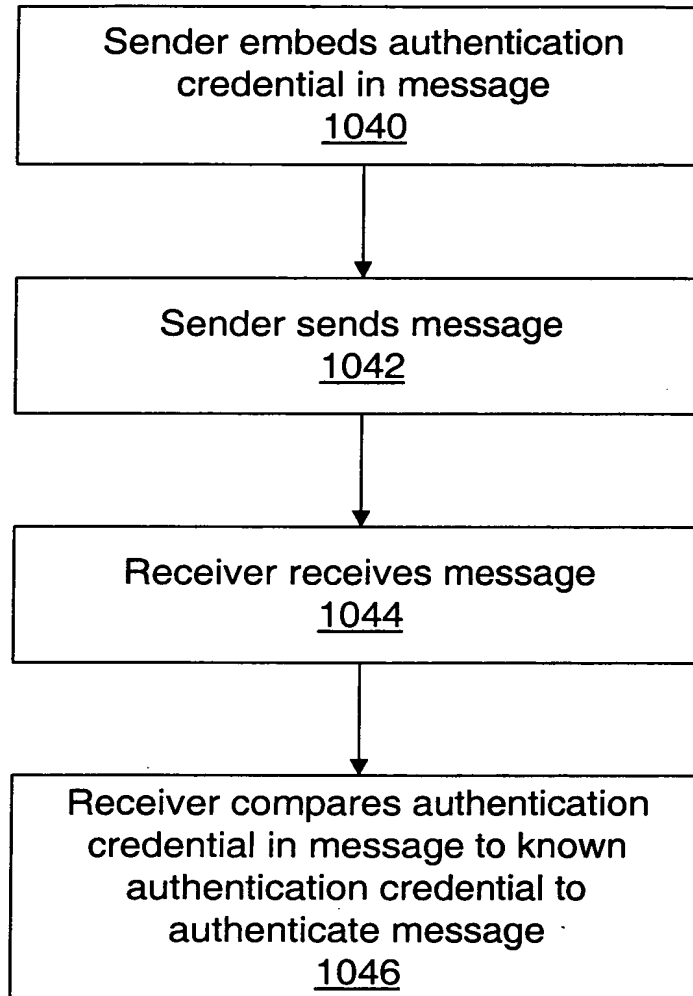 Sender embeds authentication
credential in message
1040
Sender sends message
1042
Receiver receives message
1044
Receiver compares authentication
credential in message to known
authentication credential to
authenticate message
1046